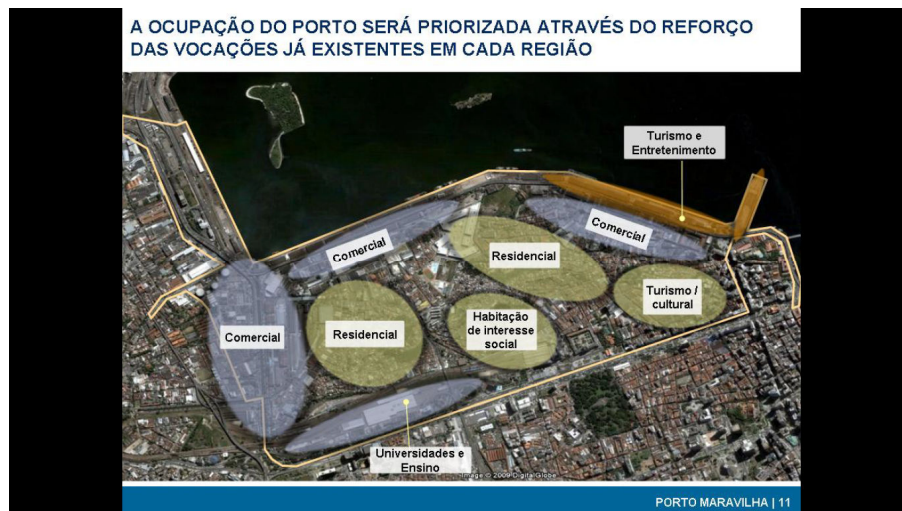 A OCUPAÇÃO DO PORTO SERÁ PRIORIZADA ATRAVÉS DO REFORÇO
DAS VOCAÇÕES JÁ EXISTENTES EM CADA REGIÃO
Turismo e
Entretenimento
Comercial
Comercial
Residencial
Turismo /
cultural
Comercial
Residencial
Habitação
de interesse
social
Universidades e
Ensino
Image © 2009 DigitalGlobe
PORTO MARAVILHA | 11